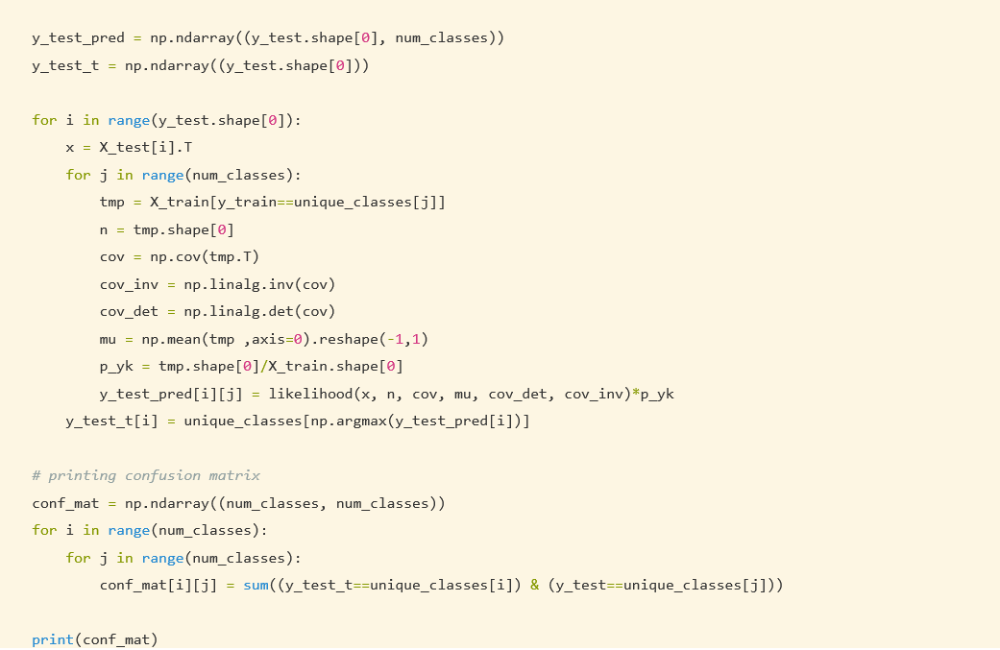 y_test_pred = np.ndarray((y_test.shape[0], num_classes))
y_test_t = np.ndarray((y_test.shape[0]))
for i in range(y_test.shape[0]):
    x = X_test[i].T
    for j in range(num_classes):
        tmp = X_train[y_train==unique_classes[j]]
        n = tmp.shape[0]
        cov = np.cov(tmp.T)
        cov_inv = np.linalg.inv(cov)
        cov_det = np.linalg.det(cov)
        mu = np.mean(tmp ,axis=0).reshape(-1,1)
        p_yk = tmp.shape[0]/X_train.shape[0]
        y_test_pred[i][j] = likelihood(x, n, cov, mu, cov_det, cov_inv)*p_yk
    y_test_t[i] = unique_classes[np.argmax(y_test_pred[i])]
# printing confusion matrix
conf_mat = np.ndarray((num_classes, num_classes))
for i in range(num_classes):
    for j in range(num_classes):
        conf_mat[i][j] = sum((y_test_t==unique_classes[i]) & (y_test==unique_classes[j]))
print(conf_mat)